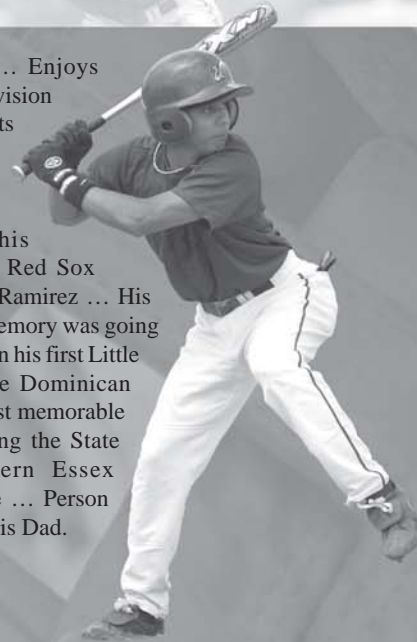 … Enjoys
vision
ts
his
Red Sox
Ramirez … His
emory was going
n his first Little
e Dominican
st memorable
ng the State
ern Essex
e … Person
is Dad.